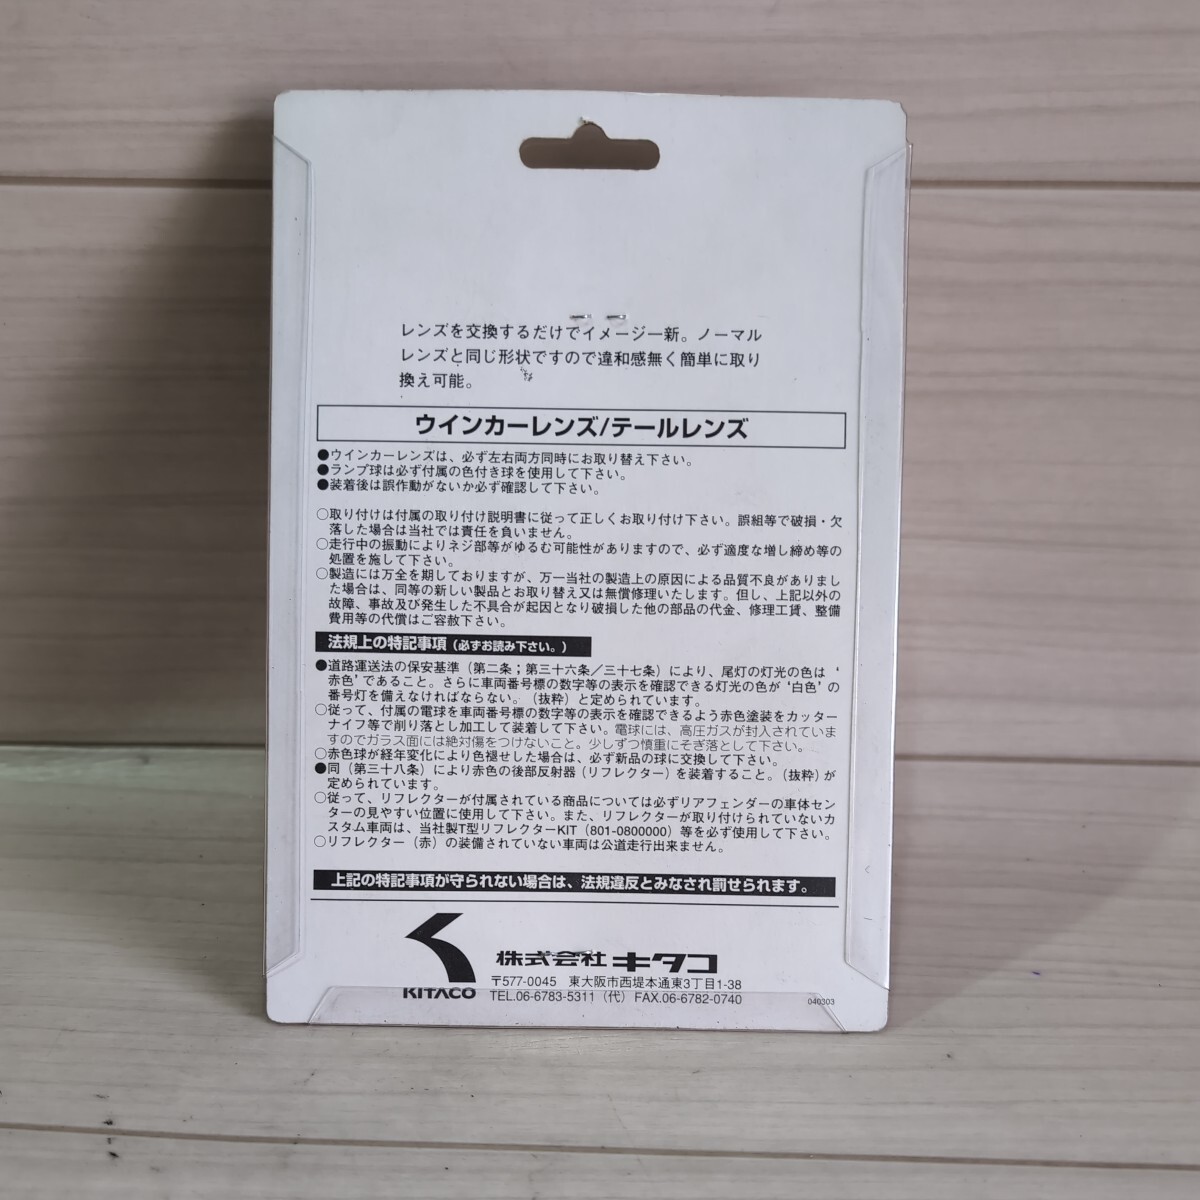 レンズを交換するだけでイメージ一新。ノーマル
レンズと同じ形状ですので違和感無く簡単に取り
換え可能。
ウインカーレンズ/テールレンズ
●ウインカーレンズは、必ず左右両方同時にお取り替え下さい。
●ランプ球は必ず付属の色付き球を使用して下さい。
●装着後は誤作動がないか必ず確認して下さい。
○取り付けは付属の取り付け説明書に従って正しくお取り付け下さい。誤組等で破損・欠
落した場合は当社では責任を負いません。
○走行中の振動によりネジ部等がゆるむ可能性がありますので、必ず適度な増し締め等の
処置を施して下さい。
○製造には万全を期しておりますが、万一当社の製造上の原因による品質不良がありまし
た場合は、同等の新しい製品とお取り替え又は無償修理いたします。但し、上記以外の
故障、事故及び発生した不具合が起因となり破損した他の部品の代金、修理工賃、整備
費用等の代償はご容赦下さい。
法規上の特記事項（必ずお読み下さい。）
●道路運送法の保安基準（第二条；第三十六条／三十七条）により、尾灯の灯光の色は‘
赤色’であること。さらに車両番号標の数字等の表示を確認できる灯光の色が‘白色’の
番号灯を備えなければならない。（抜粋）と定められています。
○従って、付属の電球を車両番号標の数字等の表示を確認できるよう赤色塗装をカッター
ナイフ等で削り落とし加工して装着して下さい。電球には、高圧ガスが封入されていま
すのでガラス面には絶対傷をつけないこと。少しずつ慎重にそぎ落として下さい。
○赤色球が経年変化により色褪せした場合は、必ず新品の球に交換して下さい。
●同（第三十八条）により赤色の後部反射器（リフレクター）を装着すること。（抜粋）が
定められています。
○従って、リフレクターが付属されている商品については必ずリアフェンダーの車体セン
ターの見やすい位置に使用して下さい。また、リフレクターが取り付けられていないカ
スタム車両は、当社製T型リフレクターKIT（801-0800000）等を必ず使用して下さい。
○リフレクター（赤）の装備されていない車両は公道走行出来ません。
上記の特記事項が守られない場合は、法規違反とみなされ罰せられます。
KITACO
株式会社 キタコ
〒577-0045 東大阪市西堤本通東3丁目1-38
TEL.06-6783-5311（代）FAX.06-6782-0740
040303